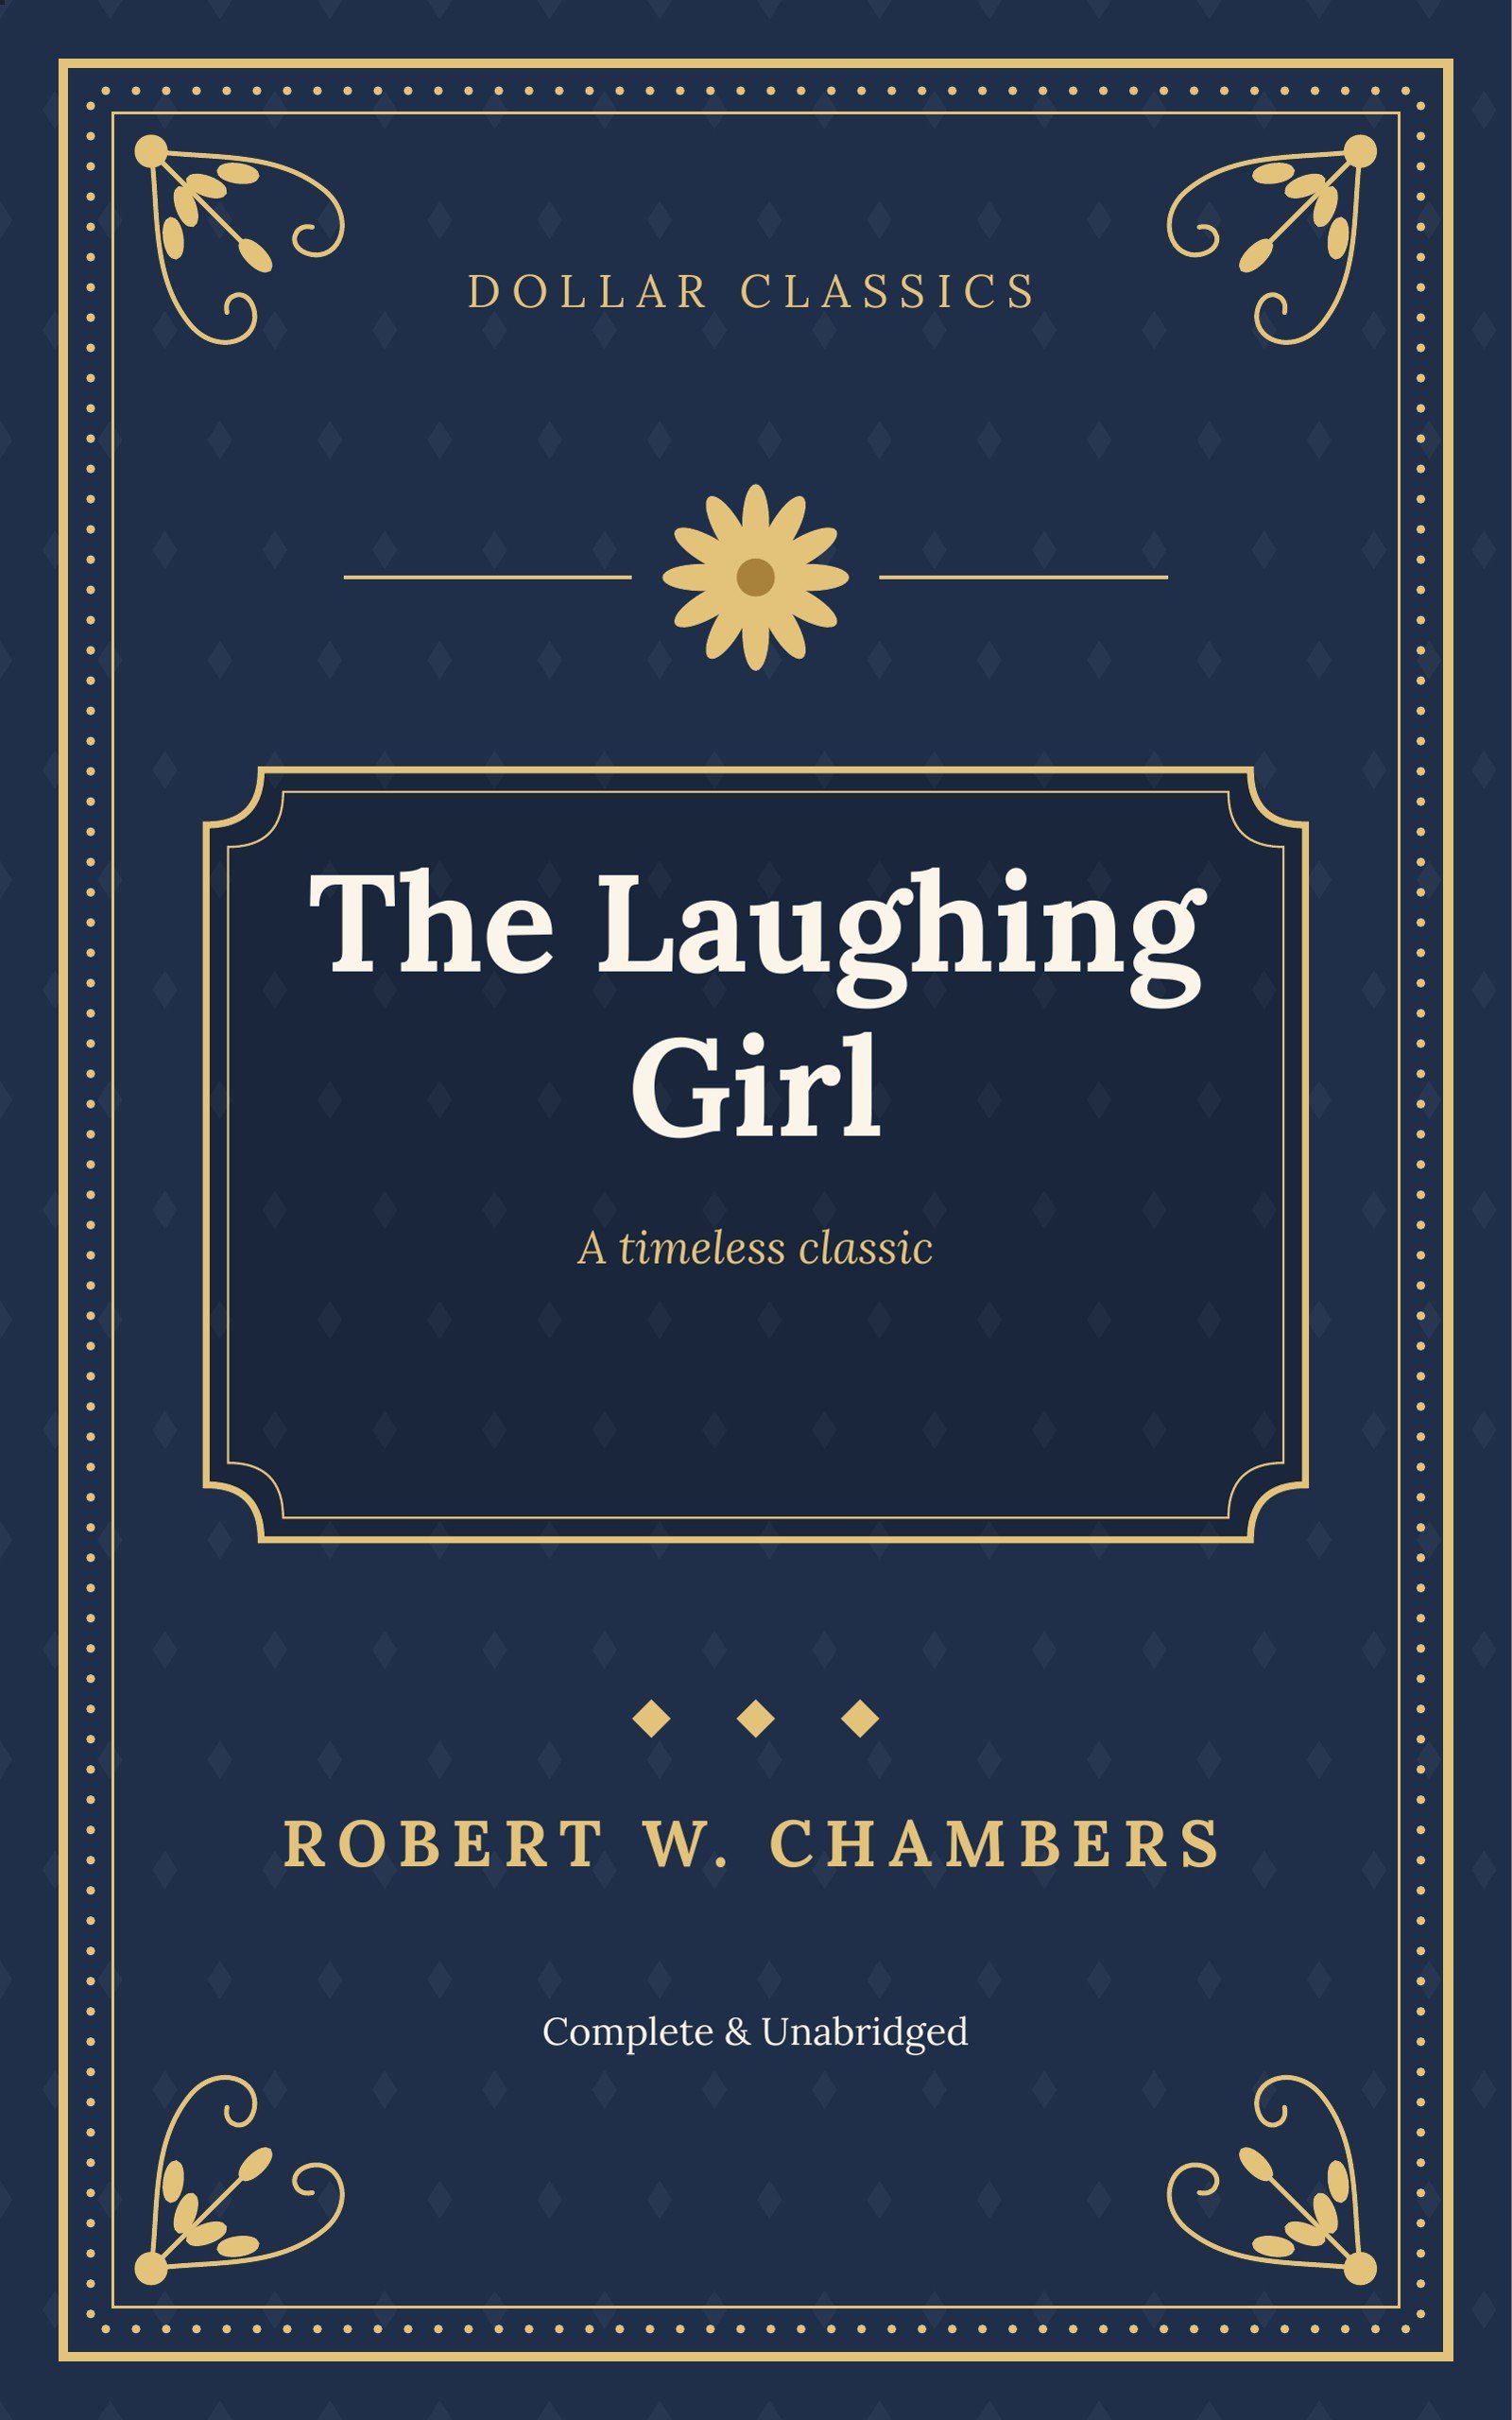 DOLLAR CLASSICS
The Laughing
Girl
A timeless classic
ROBERT W. CHAMBERS
Complete & Unabridged